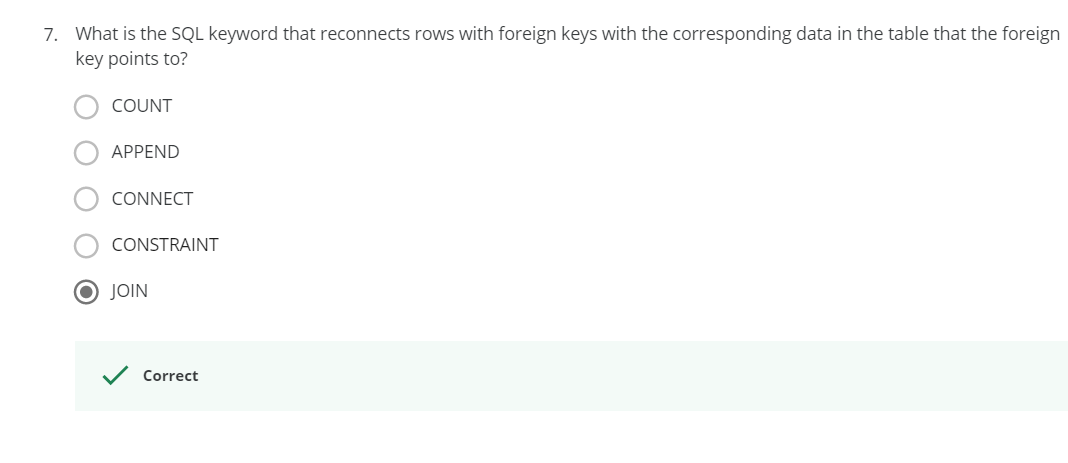 7. What is the SQL keyword that reconnects rows with foreign keys with the corresponding data in the table that the foreign
key points to?
COUNT
APPEND
CONNECT
CONSTRAINT
JOIN
Correct